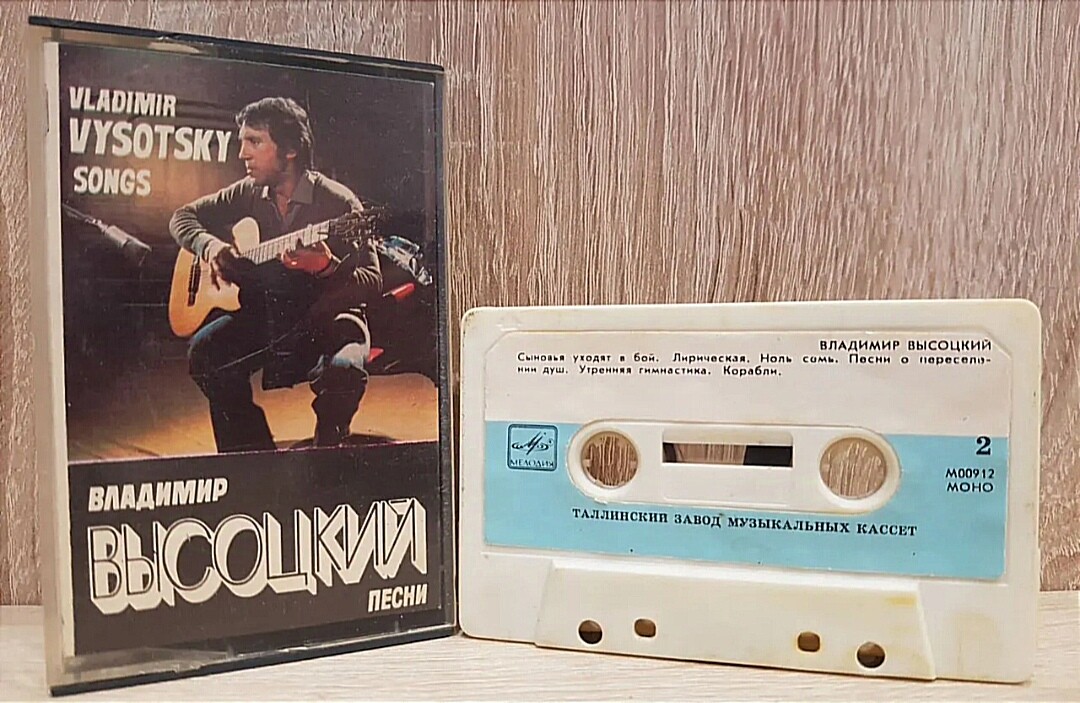 VLADIMIR
VYSOTSKY
SONGS
ВЛАДИМИР
ВЫСОЦКИЙ
ПЕСНИ
ВЛАДИМИР ВЫСОЦКИЙ
Сыновья уходят в бой. Лирическая. Ноль семь. Песни о переселе-
нии душ. Утренняя гимнастика. Корабли.
МЕЛОДИЯ
2
М00912
МОНО
ТАЛЛИНСКИЙ ЗАВОД МУЗЫКАЛЬНЫХ КАССЕТ